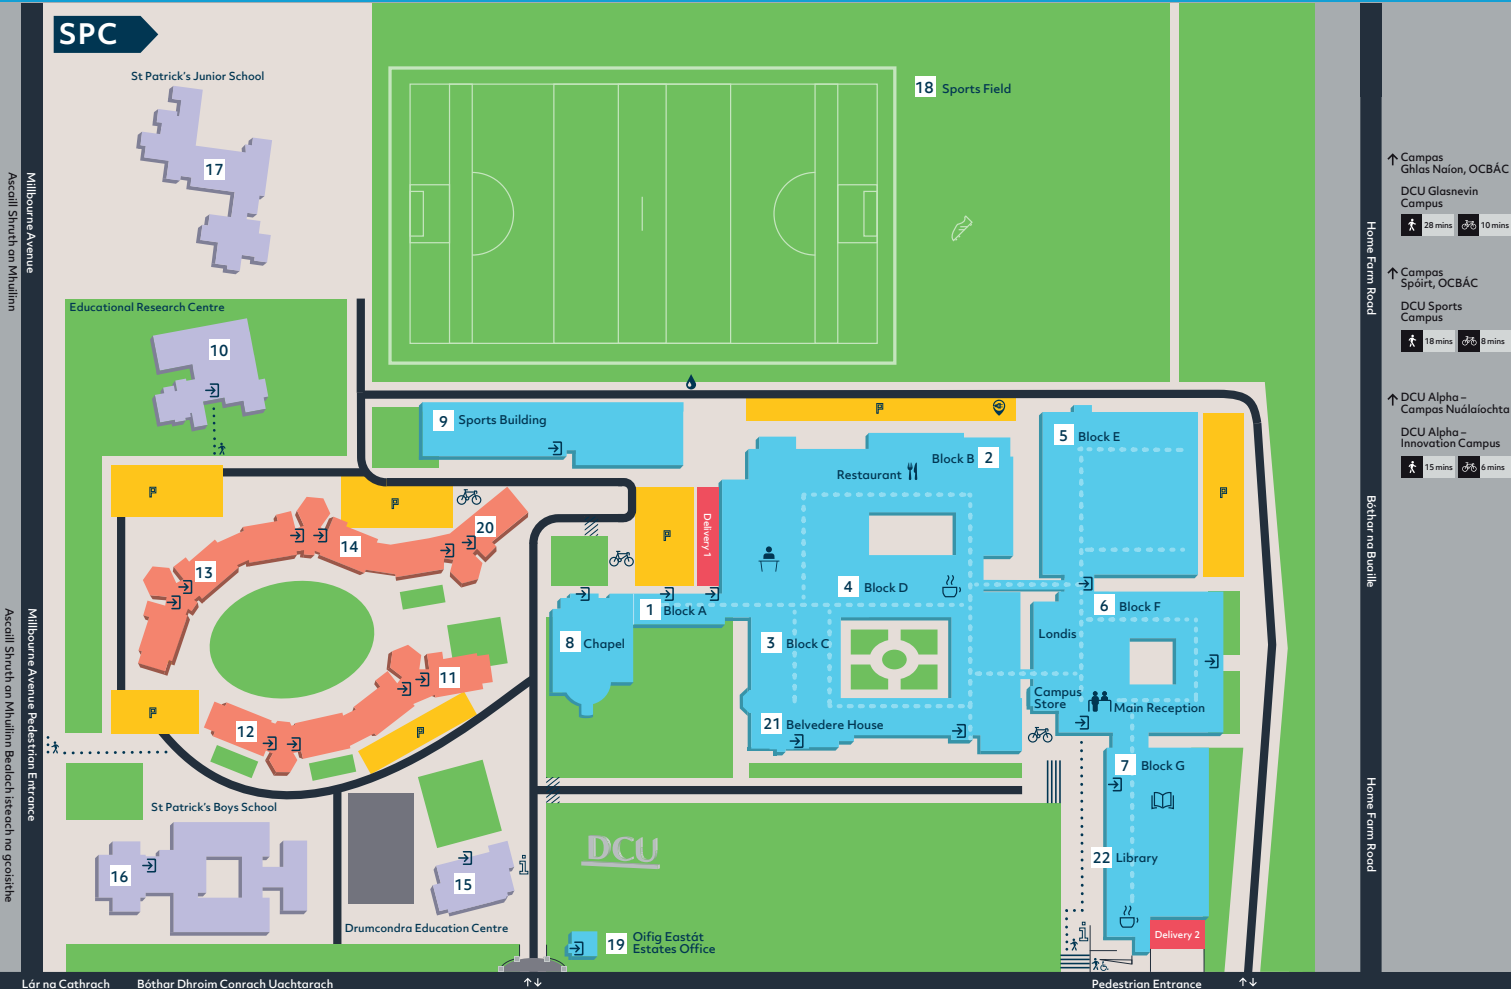 SPC
St Patrick's Junior School
17
18 Sports Field
Millbourne Avenue
Ascaill Shruth an Mhuilinn
Home Farm Road
Campas
Ghlas Naíon, OCBÁC
DCU Glasnevin
Campus
28 mins
10 mins
Campas
Spóirt, OCBÁC
DCU Sports
Campus
18 mins
8 mins
DCU Alpha –
Campas Nuálaíochta
DCU Alpha –
Innovation Campus
15 mins
6 mins
Educational Research Centre
10
9 Sports Building
P
5 Block E
Block B 2
Restaurant
P
P
P
P
Delivery 1
20
14
13
4 Block D
1 Block A
6 Block F
Bóthar na Buaille
8 Chapel
3 Block C
Londis
11
Campus
Store
Main Reception
12
21 Belvedere House
P
P
7 Block G
Millbourne Avenue Pedestrian Entrance
Ascaill Shruth an Mhuilinn Bealach isteach na gcoisithe
St Patrick's Boys School
16
DCU
15
i
22 Library
Home Farm Road
Drumcondra Education Centre
19 Oifig Eastát
Estates Office
i
Delivery 2
Lár na Cathrach
Bóthar Dhroim Conrach Uachtarach
Pedestrian Entrance